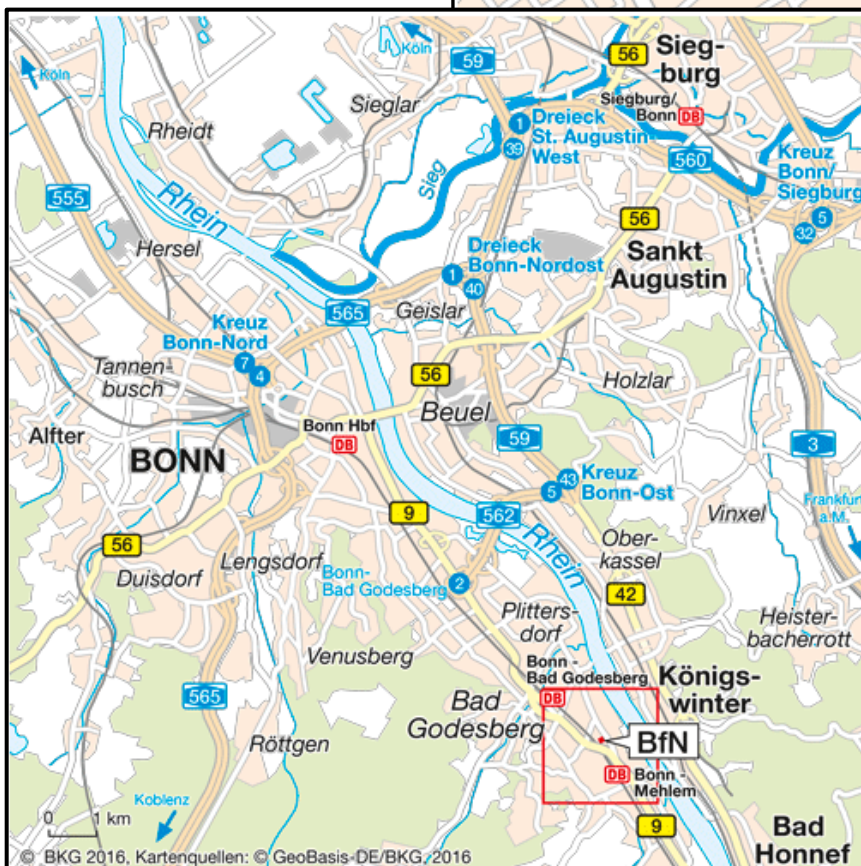 Köln
Köln
59
56
Sieg-
burg
Siegburg/
Bonn
DB
Sieglar
Rheidt
1
Dreieck
St. Augustin-
West
39
560
Kreuz
Bonn/
Siegburg
5
32
555
Rhein
Sieg
56
Sankt
Augustin
Hersel
Dreieck
Bonn-Nordost
1
40
565
Geislar
Kreuz
Bonn-Nord
7
4
Tannen-
busch
56
Beuel
Holzlar
Alfter
BONN
Bonn Hbf
DB
59
3
43
5
Kreuz
Bonn-Ost
Frankfurt
a.M.
9
562
Rhein
Vinxel
56
Duisdorf
Lengsdorf
Bonn-
Bad Godesberg
2
Ober-
kassel
42
Plitters-
dorf
Heister-
bacherrott
Venusberg
Bonn -
Bad Godesberg
DB
Königs-
winter
565
Bad
Godesberg
Röttgen
BfN
DB
Bonn -
Mehlem
Koblenz
0 1 km
9
Bad
Honnef
© BKG 2016, Kartenquellen: © GeoBasis-DE/BKG, 2016